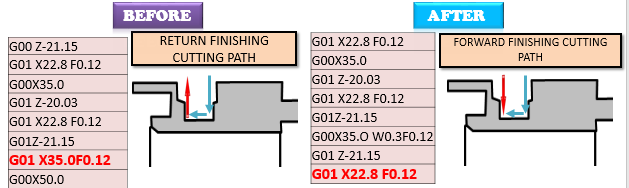 BEFORE
G00 Z-21.15
G01 X22.8 F0.12
G00X35.0
G01 Z-20.03
G01 X22.8 F0.12
G01Z-21.15
G01 X35.0F0.12
G00X50.0
RETURN FINISHING
CUTTING PATH
AFTER
G01 X22.8 F0.12
G00X35.0
G01 Z-20.03
G01 X22.8 F0.12
G01Z-21.15
G00X35.O W0.3F0.12
G01 Z-21.15
G01 X22.8 F0.12
FORWARD FINISHING CUTTING
PATH